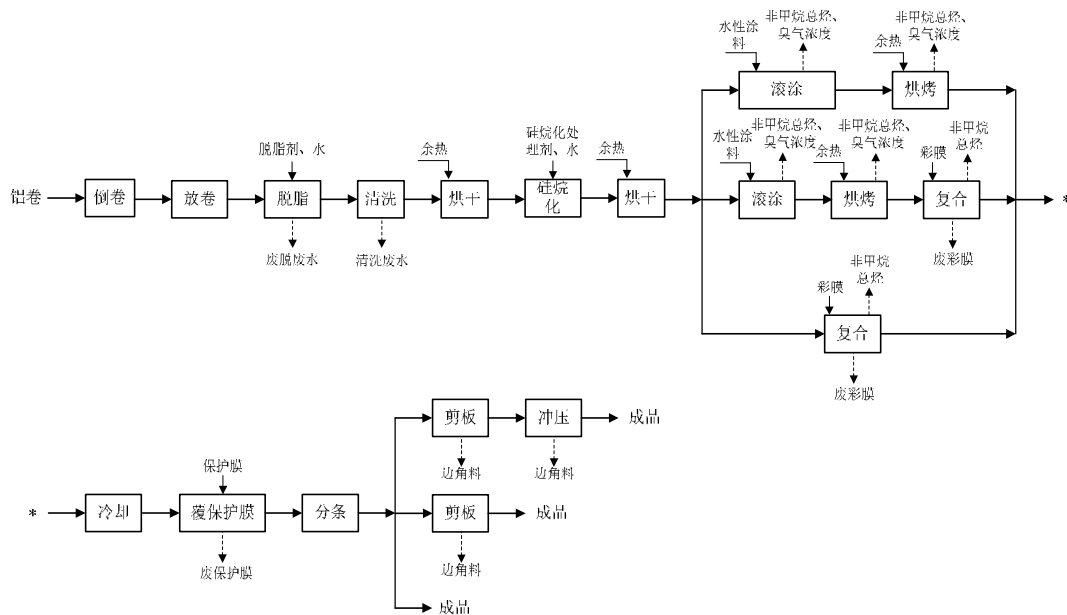 水性涂
料
非甲烷总烃、
臭气浓度
余热
非甲烷总烃、
臭气浓度
滚涂
烘烤
脱脂剂、水
余热
硅烷化处
理剂、水
余热
水性涂
料
非甲烷总烃、
臭气浓度
余热
非甲烷总烃、
臭气浓度
彩膜
非甲烷
总烃
铝卷
倒卷
放卷
脱脂
清洗
烘干
硅烷
化
烘干
滚涂
烘烤
复合
*
废脱废水
清洗废水
废彩膜
彩膜
非甲烷
总烃
复合
废彩膜
剪板
冲压
成品
边角料
边角料
保护膜
*
冷却
覆保护膜
分条
剪板
成品
废保护膜
边角料
成品